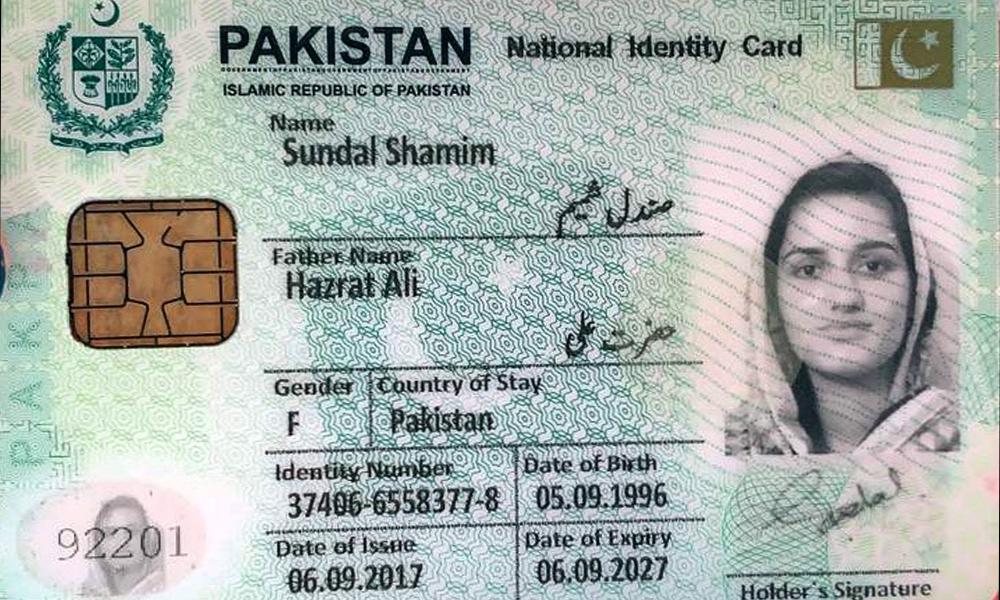 PAKISTAN National Identity Card
ISLAMIC REPUBLIC OF PAKISTAN
Name
Sundal Shamim
صندل شمیم
Father Name
Hazrat Ali
حضرت علی
Gender Country of Stay
F Pakistan
Identity Number Date of Birth
37406-6558377-8 05.09.1996
Date of Issue Date of Expiry
06.09.2017 06.09.2027
92201
Holder's Signature